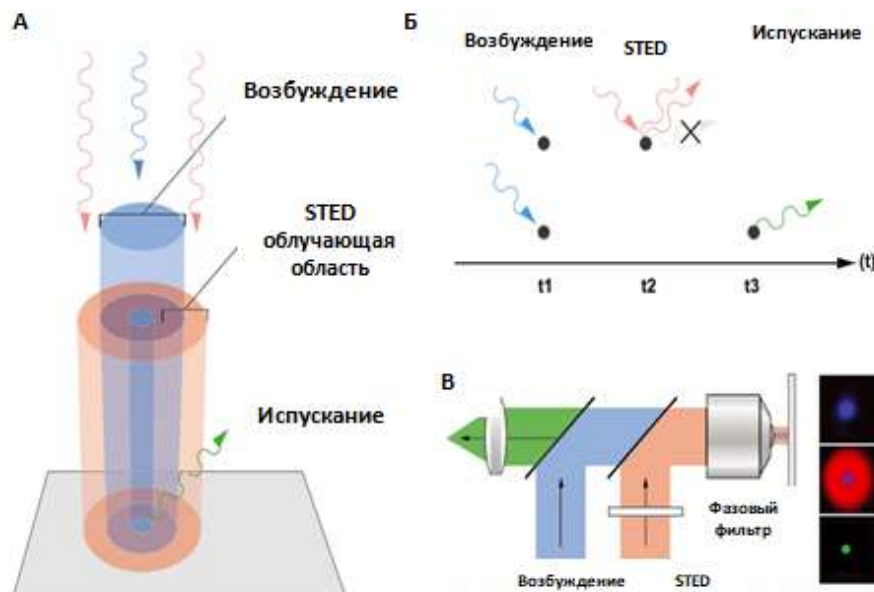 А
Возбуждение
STED
облучающая
область
Испускание
Б
Возбуждение
STED
Испускание
t1
t2
t3
(t)
В
Фазовый
фильтр
Возбуждение
STED